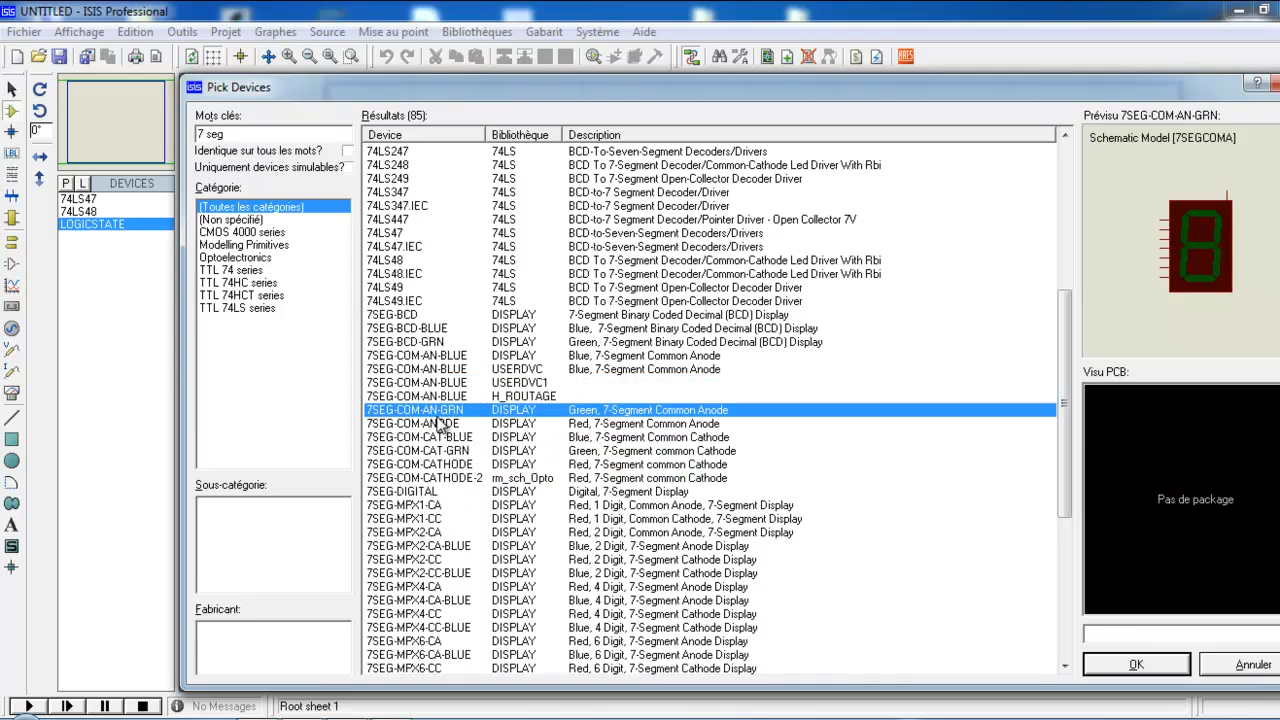 UNTITLED - ISIS Professional
Fichier Affichage Edition Outils Projet Graphes Source Mise au point Bibliothèques Gabarit Système Aide
ARES
isis Pick Devices
Mots clés:
7 seg
Identique sur tous les mots?
Uniquement devices simulables?
Catégorie:
(Toutes les catégories)
(Non spécifié)
CMOS 4000 series
Modelling Primitives
Optoelectronics
TTL 74 series
TTL 74HC series
TTL 74HCT series
TTL 74LS series
Sous-catégorie:
Fabricant:
0°
LBL
P L DEVICES
74LS47
74LS48
LOGICSTATE
Résultats (85):
Device Bibliothèque Description
74LS247 74LS BCD-To-Seven-Segment Decoders/Drivers
74LS248 74LS BCD To 7-Segment Decoder/Common-Cathode Led Driver With Rbi
74LS249 74LS BCD To 7-Segment Open-Collector Decoder Driver
74LS347 74LS BCD-to-7 Segment Decoder/Driver
74LS347.IEC 74LS BCD-to-7 Segment Decoder/Driver
74LS447 74LS BCD-to-7 Segment Decoder/Pointer Driver - Open Collector 7V
74LS47 74LS BCD-to-Seven-Segment Decoders/Drivers
74LS47.IEC 74LS BCD-to-Seven-Segment Decoders/Drivers
74LS48 74LS BCD To 7-Segment Decoder/Common-Cathode Led Driver With Rbi
74LS48.IEC 74LS BCD To 7-Segment Decoder/Common-Cathode Led Driver With Rbi
74LS49 74LS BCD To 7-Segment Open-Collector Decoder Driver
74LS49.IEC 74LS BCD To 7-Segment Open-Collector Decoder Driver
7SEG-BCD DISPLAY 7-Segment Binary Coded Decimal (BCD) Display
7SEG-BCD-BLUE DISPLAY Blue, 7-Segment Binary Coded Decimal (BCD) Display
7SEG-BCD-GRN DISPLAY Green, 7-Segment Binary Coded Decimal (BCD) Display
7SEG-COM-AN-BLUE DISPLAY Blue, 7-Segment Common Anode
7SEG-COM-AN-BLUE USERDVC Blue, 7-Segment Common Anode
7SEG-COM-AN-BLUE USERDVC1
7SEG-COM-AN-BLUE H_ROUTAGE
7SEG-COM-AN-GRN DISPLAY Green, 7-Segment Common Anode
7SEG-COM-ANODE DISPLAY Red, 7-Segment Common Anode
7SEG-COM-CAT-BLUE DISPLAY Blue, 7-Segment Common Cathode
7SEG-COM-CAT-GRN DISPLAY Green, 7-Segment common Cathode
7SEG-COM-CATHODE DISPLAY Red, 7-Segment common Cathode
7SEG-COM-CATHODE-2 rm_sch_Opto Red, 7-Segment common Cathode
7SEG-DIGITAL DISPLAY Digital, 7-Segment Display
7SEG-MPX1-CA DISPLAY Red, 1 Digit, Common Anode, 7-Segment Display
7SEG-MPX1-CC DISPLAY Red, 1 Digit, Common Cathode, 7-Segment Display
7SEG-MPX2-CA DISPLAY Red, 2 Digit, Common Anode, 7-Segment Display
7SEG-MPX2-CA-BLUE DISPLAY Blue, 2 Digit, 7-Segment Anode Display
7SEG-MPX2-CC DISPLAY Red, 2 Digit, 7-Segment Cathode Display
7SEG-MPX2-CC-BLUE DISPLAY Blue, 2 Digit, 7-Segment Cathode Display
7SEG-MPX4-CA DISPLAY Red, 4 Digit, 7-Segment Anode Display
7SEG-MPX4-CA-BLUE DISPLAY Blue, 4 Digit, 7-Segment Anode Display
7SEG-MPX4-CC DISPLAY Red, 4 Digit, 7-Segment Cathode Display
7SEG-MPX4-CC-BLUE DISPLAY Blue, 4 Digit, 7-Segment Cathode Display
7SEG-MPX6-CA DISPLAY Red, 6 Digit, 7-Segment Anode Display
7SEG-MPX6-CA-BLUE DISPLAY Blue, 6 Digit, 7-Segment Anode Display
7SEG-MPX6-CC DISPLAY Red, 6 Digit, 7-Segment Cathode Display
Prévisu 7SEG-COM-AN-GRN:
Schematic Model [7SEGCOMA]
Visu PCB:
Pas de package
OK Annuler
No Messages Root sheet 1